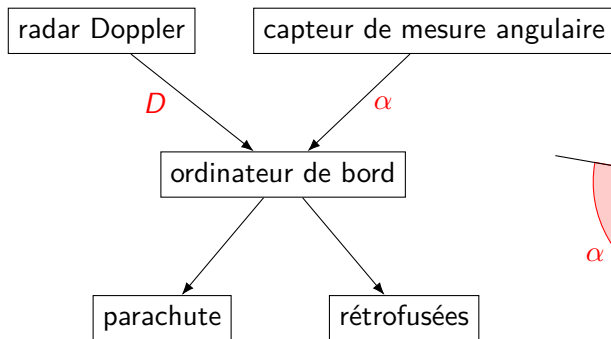 radar Doppler
capteur de mesure angulaire
D
α
ordinateur de bord
α
parachute
rétrofusées